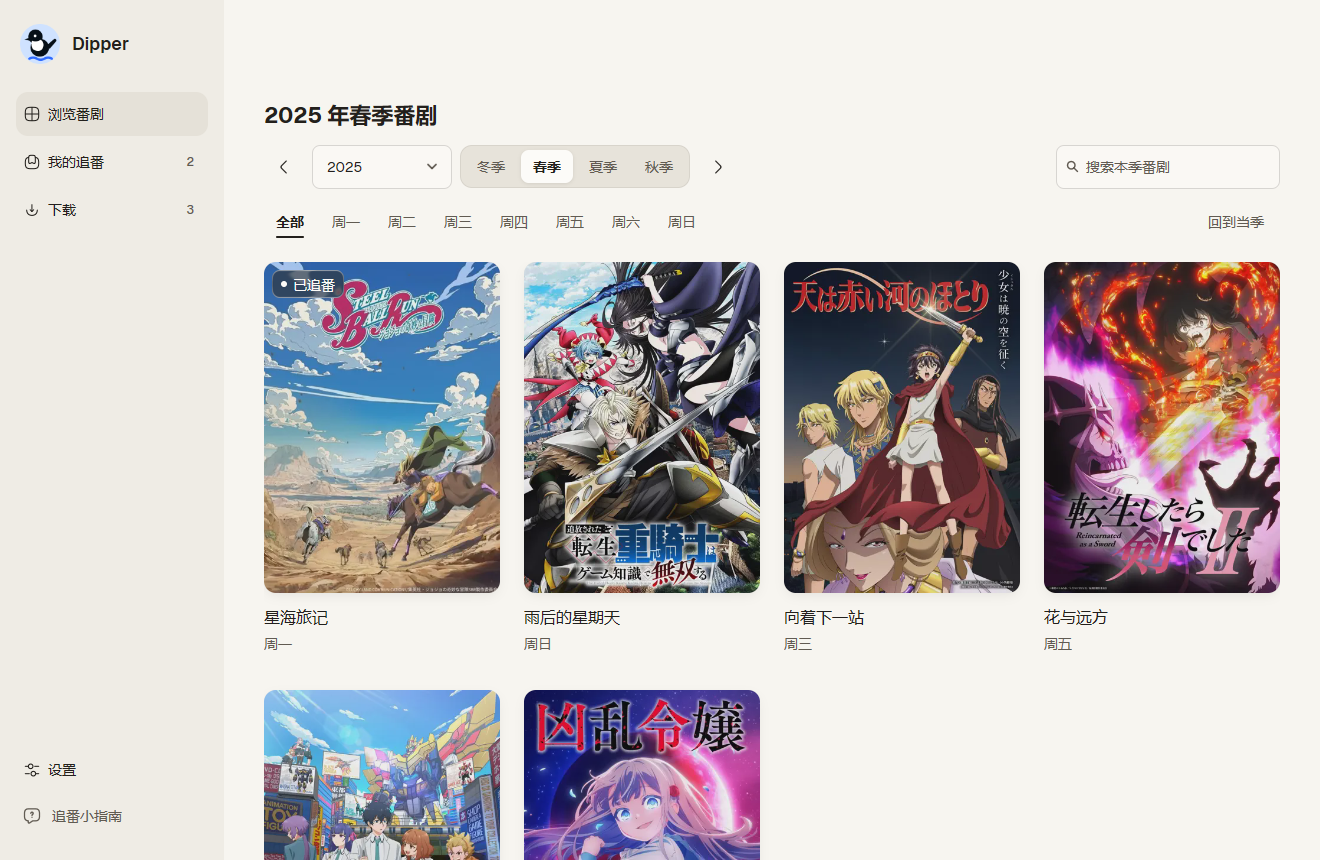 Dipper
浏览番剧
我的追番 2
下载 3
设置
追番小指南
2025 年春季番剧
2025
冬季 春季 夏季 秋季
搜索本季番剧
全部 周一 周二 周三 周四 周五 周六 周日
回到当季
已追番
STEEL
BALL RUN
天は赤い河のほとり
少女は暁の空を征く
追放された
転生重騎士は
ゲーム知識で無双する
転生したら
剣でした
II
Reincarnated
as a Sword
星海旅记
周一
雨后的星期天
周日
向着下一站
周三
花与远方
周五
凶乱令嬢